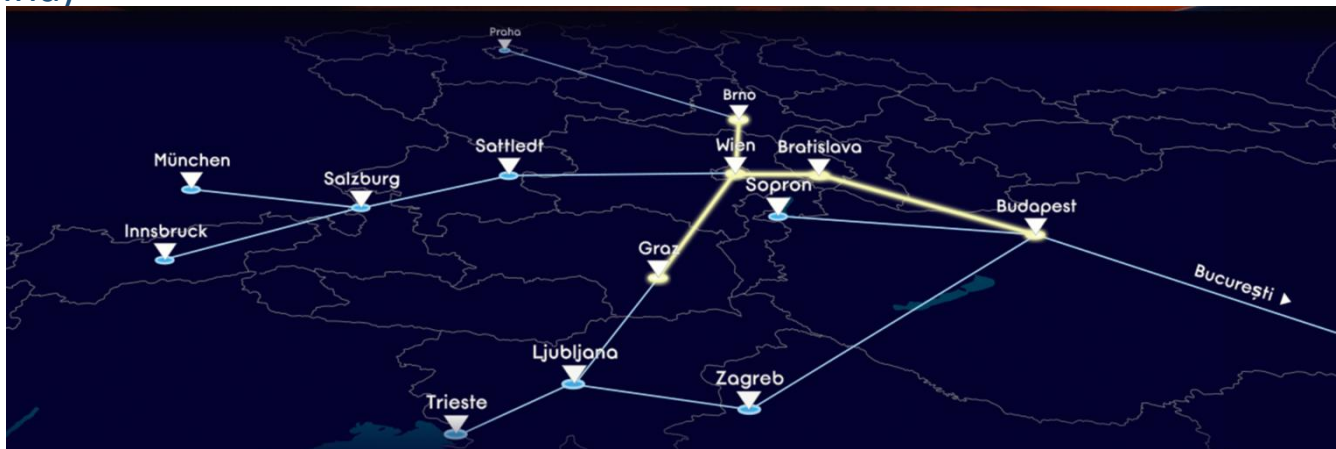 Praha
Brno
Wien
Bratislava
Sattledt
München
Salzburg
Sopron
Innsbruck
Budapest
Graz
București
Ljubljana
Zagreb
Trieste